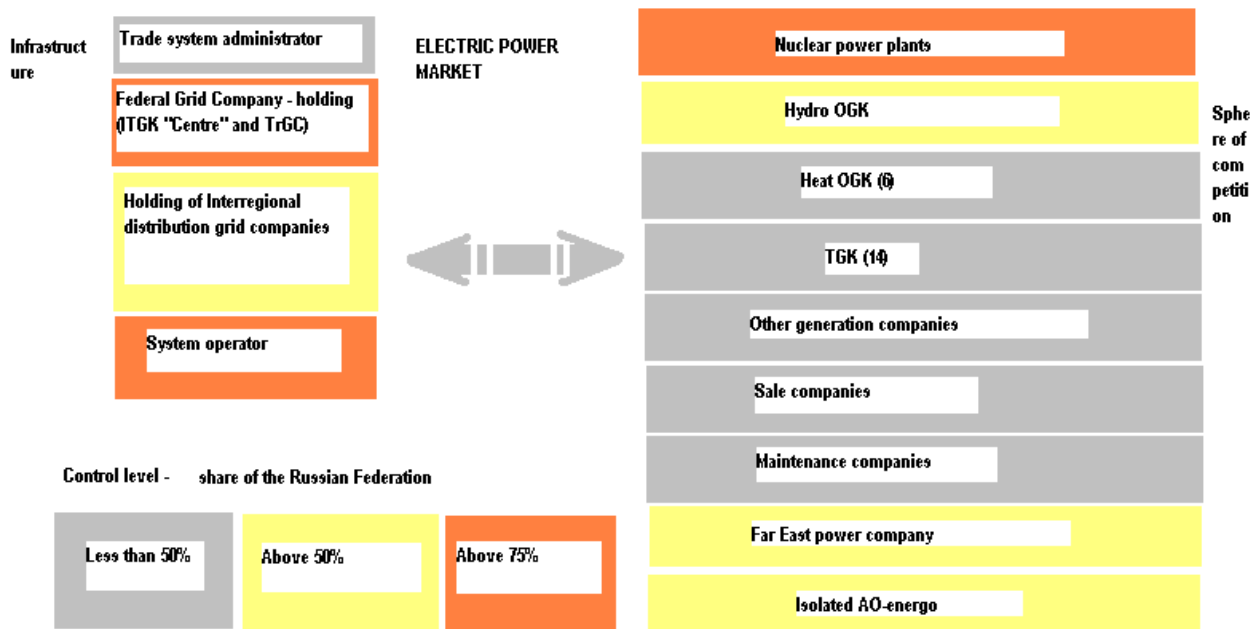 Infrastruct
ure
Trade system administrator
Federal Grid Company - holding
(ITGK "Centre" and TrGC)
Holding of Interregional
distribution grid companies
System operator
ELECTRIC POWER
MARKET
Nuclear power plants
Hydro OGK
Heat OGK (6)
TGK (14)
Other generation companies
Sale companies
Maintenance companies
Far East power company
Isolated AO-energo
Sphe
re of
com
petiti
on
Control level - share of the Russian Federation
Less than 50%
Above 50%
Above 75%